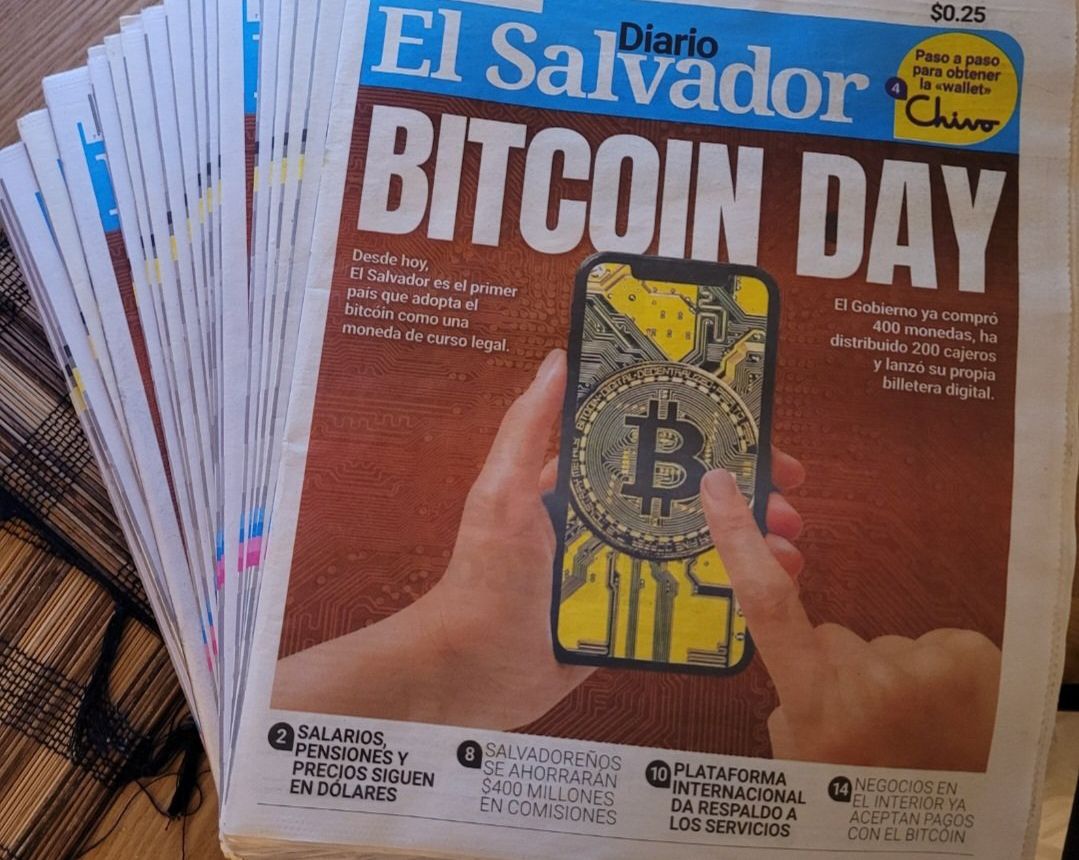 $0.25
Diario
El Salvador
Paso a paso
para obtener
la «wallet»
4
Chivo
BITCOIN DAY
Desde hoy,
El Salvador es el primer
país que adopta el
bitcóin como una
moneda de curso legal.
El Gobierno ya compró
400 monedas, ha
distribuido 200 cajeros
y lanzó su propia
billetera digital.
2 SALARIOS,
PENSIONES Y
PRECIOS SIGUEN
EN DÓLARES
8 SALVADOREÑOS
SE AHORRARÁN
$400 MILLONES
EN COMISIONES
10 PLATAFORMA
INTERNACIONAL
DA RESPALDO A
LOS SERVICIOS
14 NEGOCIOS EN
EL INTERIOR YA
ACEPTAN PAGOS
CON EL BITCÓIN